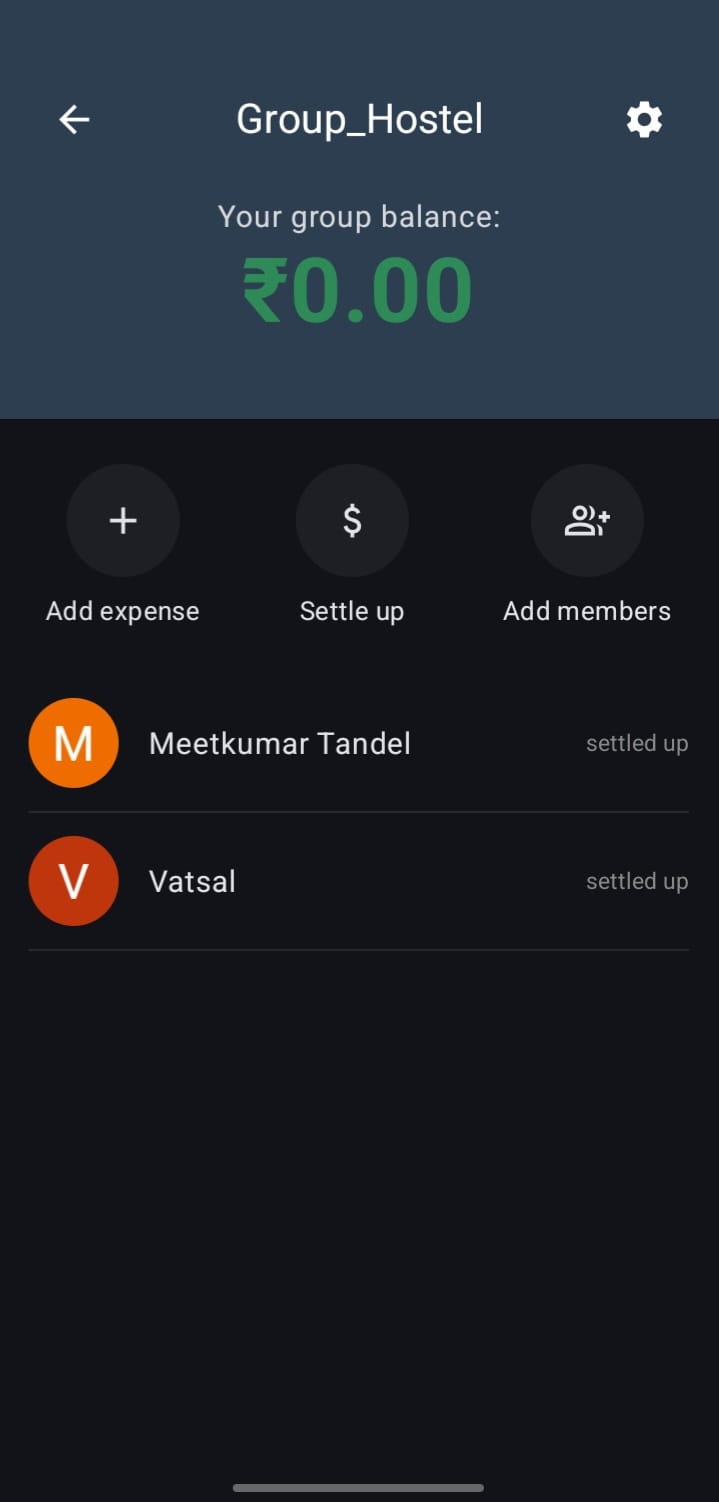 Group_Hostel
Your group balance:
₹0.00
+
$
Add expense
Settle up
Add members
M
Meetkumar Tandel
settled up
V
Vatsal
settled up